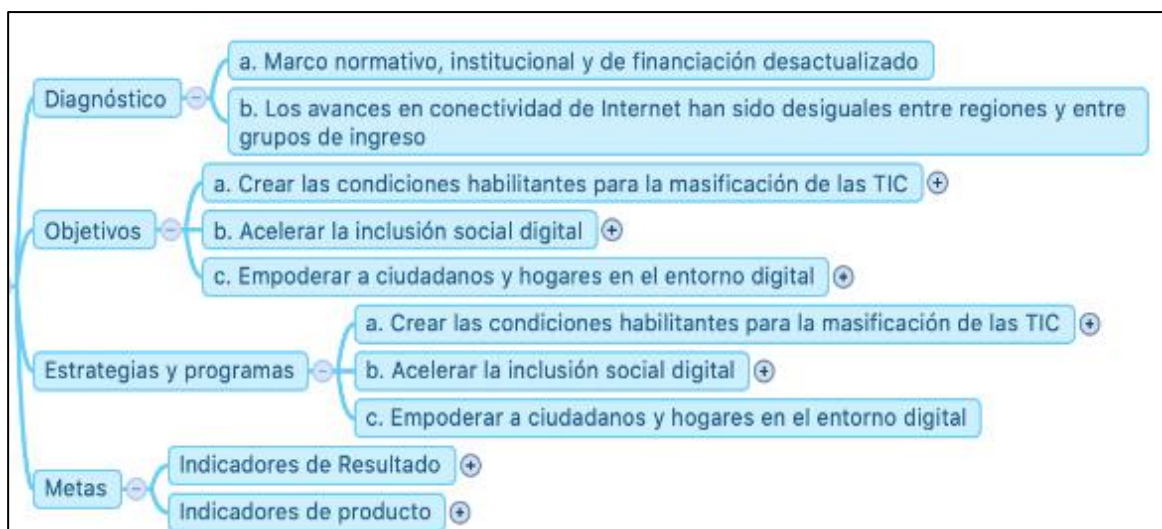 Diagnóstico
a. Marco normativo, institucional y de financiación desactualizado
b. Los avances en conectividad de Internet han sido desiguales entre regiones y entre
grupos de ingreso
Objetivos
a. Crear las condiciones habilitantes para la masificación de las TIC
b. Acelerar la inclusión social digital
c. Empoderar a ciudadanos y hogares en el entorno digital
Estrategias y programas
a. Crear las condiciones habilitantes para la masificación de las TIC
b. Acelerar la inclusión social digital
c. Empoderar a ciudadanos y hogares en el entorno digital
Metas
Indicadores de Resultado
Indicadores de producto